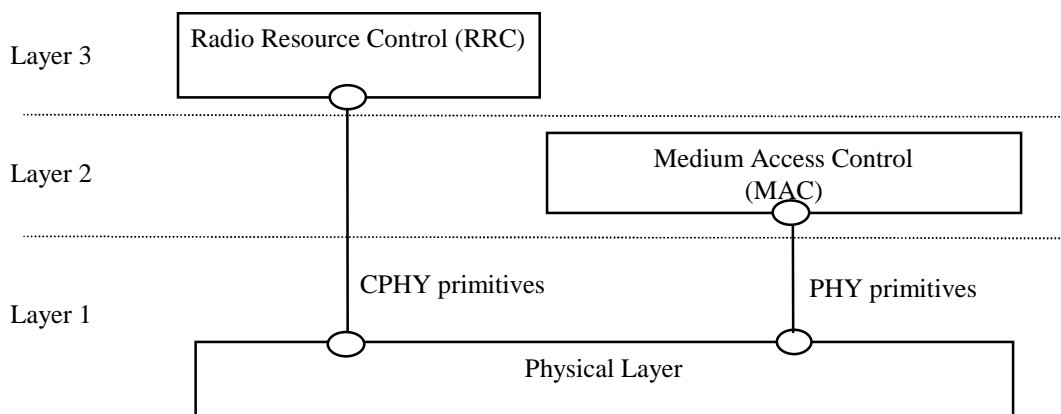 Radio Resource Control (RRC)
Layer 3
Medium Access Control
(MAC)
Layer 2
CPHY primitives
PHY primitives
Layer 1
Physical Layer